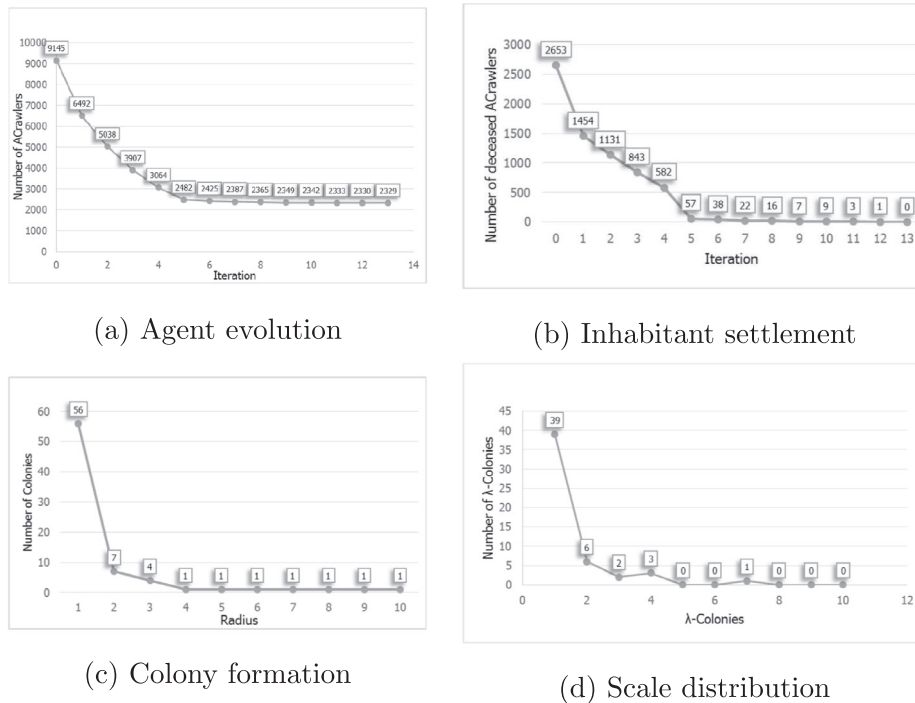 10000
9145
9000
8000
7000
6492
6000
5038
5000
4000
3907
3064
3000
2482 2425 2387 2365 2349 2342 2333 2330 2329
2000
1000
0
0 2 4 6 8 10 12 14
Number of ACrawlers
Iteration
(a) Agent evolution
3000
2653
2500
2000
1500
1454
1131
1000
843
582
500
57 38 22 16 7 9 3 1 0
0
0 1 2 3 4 5 6 7 8 9 10 11 12 13
Number of deceased ACrawlers
Iteration
(b) Inhabitant settlement
60
56
50
40
30
20
10
7
4
1 1 1 1 1 1 1
0
1 2 3 4 5 6 7 8 9 10
Number of Colonies
Radius
(c) Colony formation
45
40
39
35
30
25
20
15
10
5
6
2
3
0 0 1 0 0 0
0
0 2 4 6 8 10 12
Number of λ-Colonies
λ-Colonies
(d) Scale distribution